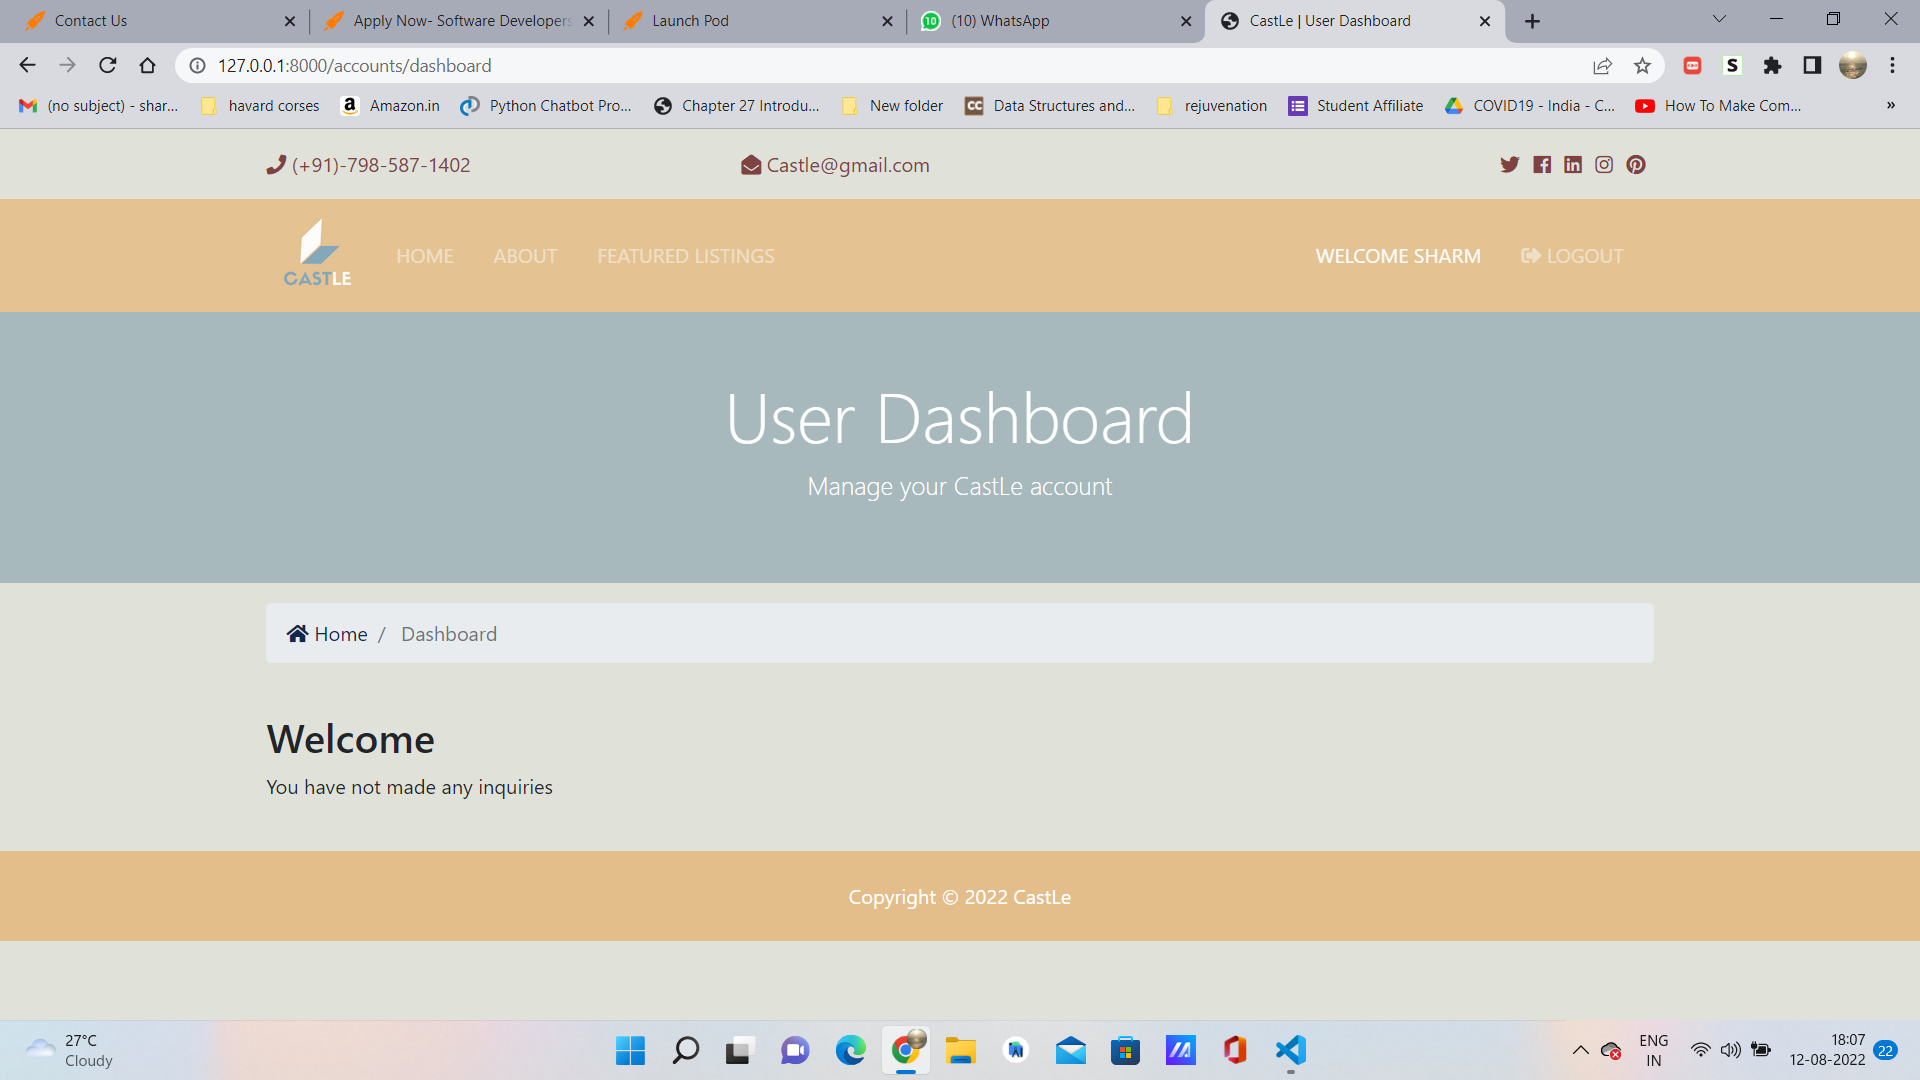 Contact Us
Apply Now- Software Developers
Launch Pod
(10) WhatsApp
CastLe | User Dashboard
127.0.0.1:8000/accounts/dashboard
(no subject) - shar...
havard corses
Amazon.in
Python Chatbot Pro...
Chapter 27 Introdu...
New folder
Data Structures and...
rejuvenation
Student Affiliate
COVID19 - India - C...
How To Make Com...
»
(+91)-798-587-1402
Castle@gmail.com
CASTLE
HOME
ABOUT
FEATURED LISTINGS
WELCOME SHARM
LOGOUT
User Dashboard
Manage your CastLe account
Home / Dashboard
Welcome
You have not made any inquiries
Copyright © 2022 CastLe
27°C
Cloudy
ENG
IN
18:07
12-08-2022
22